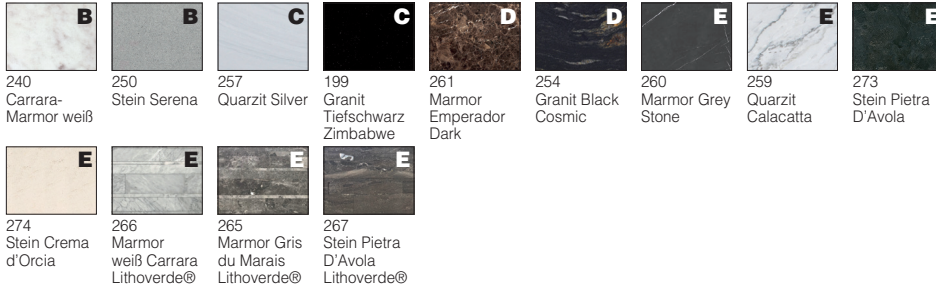 B
240
Carrara-
Marmor weiß
B
250
Stein Serena
C
257
Quarzit Silver
C
199
Granit
Tiefschwarz
Zimbabwe
D
261
Marmor
Emperador
Dark
D
254
Granit Black
Cosmic
E
260
Marmor Grey
Stone
E
259
Quarzit
Calacatta
E
273
Stein Pietra
D'Avola
E
274
Stein Crema
d'Orcia
E
266
Marmor
weiß Carrara
Lithoverde®
E
265
Marmor Gris
du Marais
Lithoverde®
E
267
Stein Pietra
D'Avola
Lithoverde®